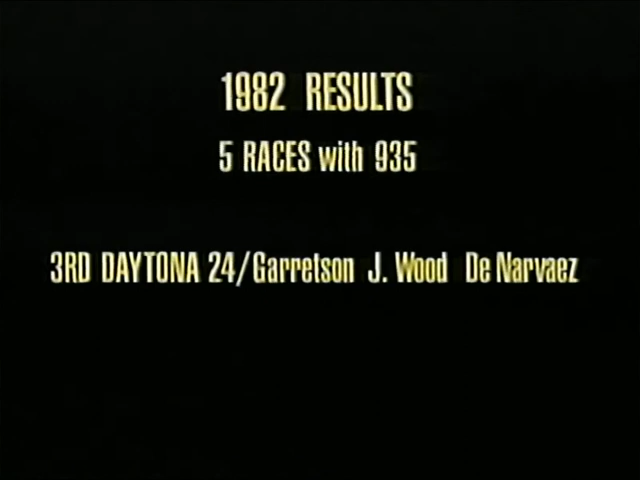 1982 RESULTS
5 RACES with 935
3RD DAYTONA 24/Garretson J. Wood De Narvaez